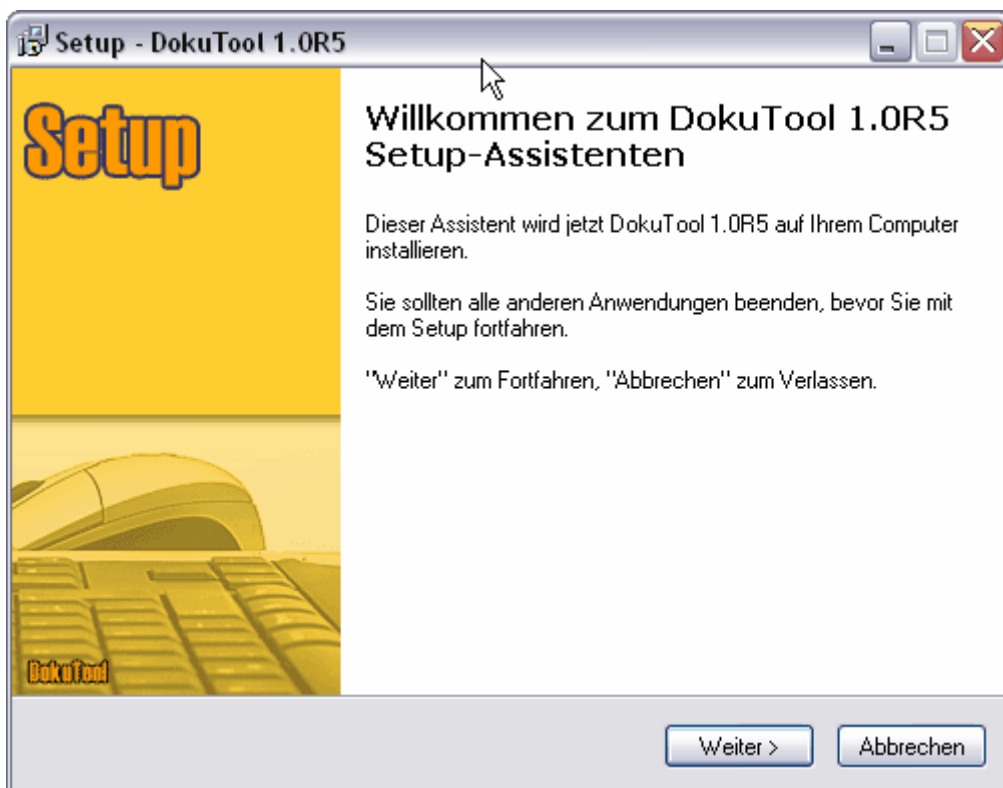 Setup - DokuTool 1.0R5
Setup
Willkommen zum DokuTool 1.0R5
Setup-Assistenten
Dieser Assistent wird jetzt DokuTool 1.0R5 auf Ihrem Computer
installieren.
Sie sollten alle anderen Anwendungen beenden, bevor Sie mit
dem Setup fortfahren.
"Weiter" zum Fortfahren, "Abbrechen" zum Verlassen.
DokuTool
Weiter >
Abbrechen